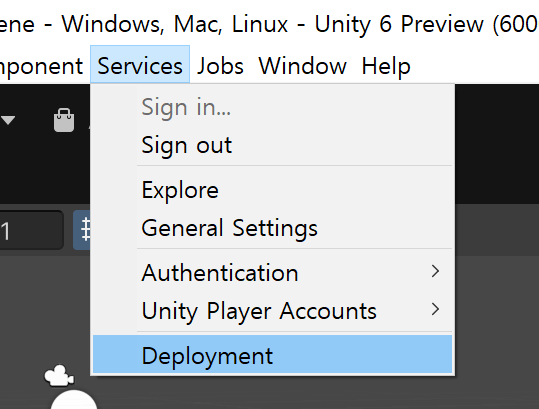 ene - Windows, Mac, Linux - Unity 6 Preview (600
mponent Services Jobs Window Help
Sign in...
Sign out
Explore
General Settings
1
Authentication
Unity Player Accounts
Deployment